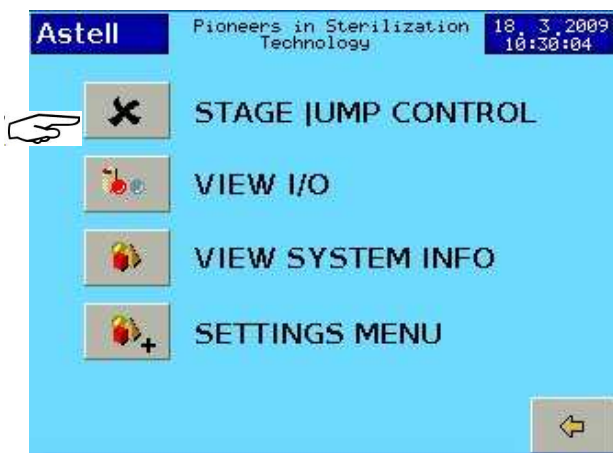 Astell
Pioneers in Sterilization
Technology
18. 3.2009
10:30:04
STAGE JUMP CONTROL
VIEW I/O
VIEW SYSTEM INFO
SETTINGS MENU